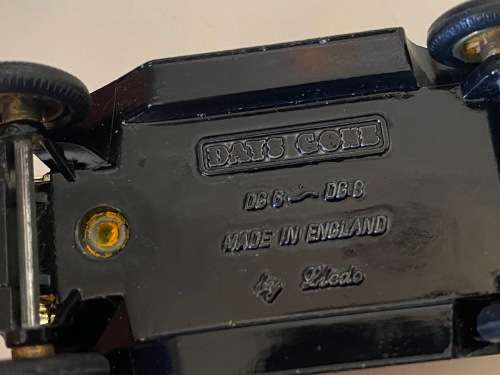 DAYS GONE
DG 6 DG 8
MADE IN ENGLAND
by Lledo